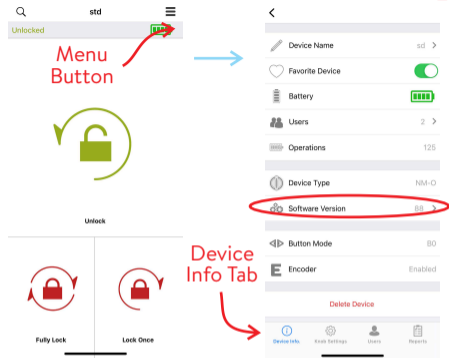 std
Unlocked
Menu
Button
Unlock
Fully Lock
Lock Once
Device Name
sd
Favorite Device
Battery
Users
2
Operations
125
Device Type
NM-O
Software Version
88
Button Mode
B0
E
Encoder
Enabled
Delete Device
Device
Info Tab
Device Info
Knob Settings
Users
Reports